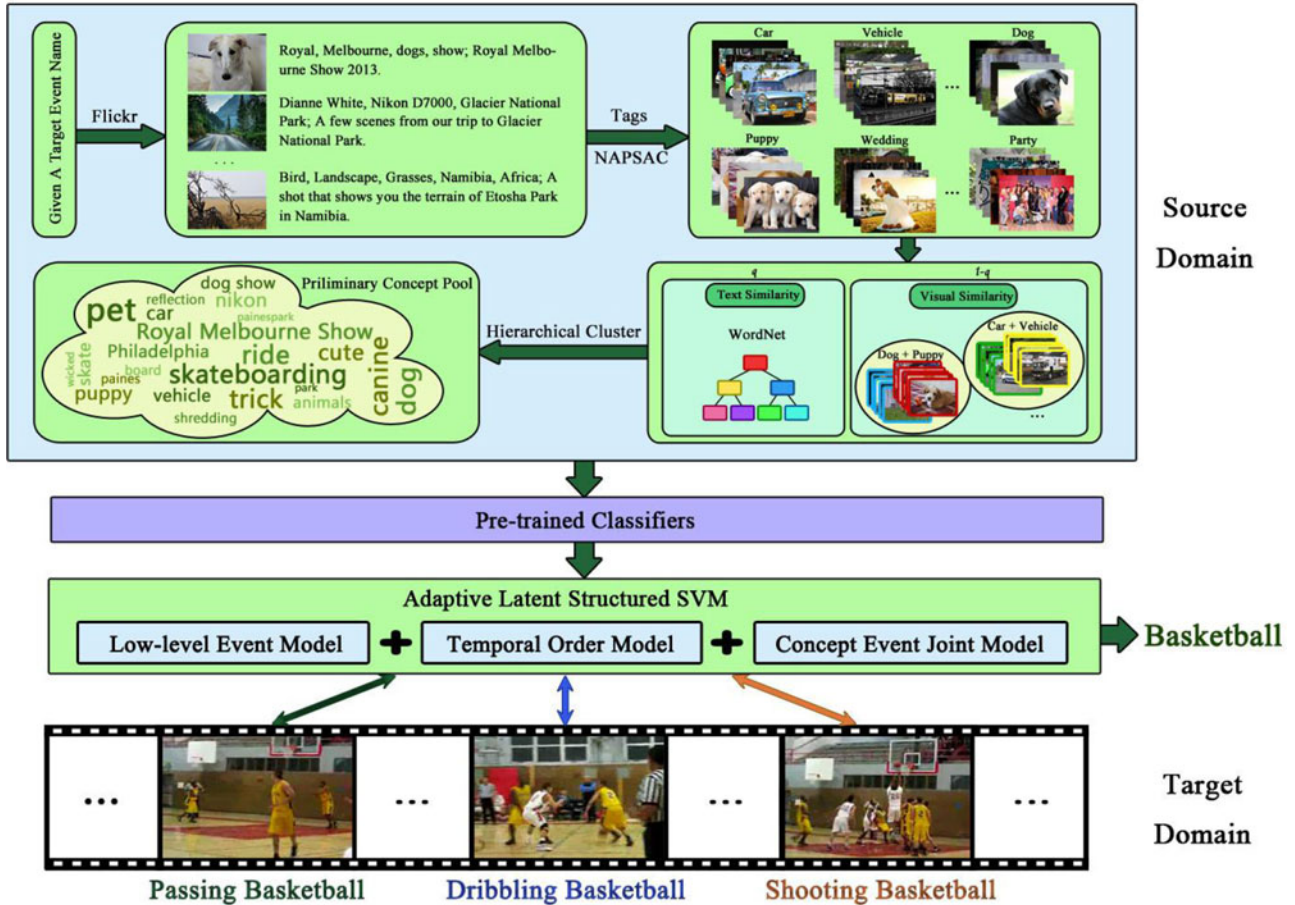 Given A Target Event Name
Flickr
Royal, Melbourne, dogs, show; Royal Melbo-
urne Show 2013.
Dianne White, Nikon D7000, Glacier National
Park; A few scenes from our trip to Glacier
National Park.
...
Bird, Landscape, Grasses, Namibia, Africa; A
shot that shows you the terrain of Etosha Park
in Namibia.
Tags
NAPSAC
Car
Vehicle
Dog
...
Puppy
Wedding
Party
...
Source
Domain
Priliminary Concept Pool
dog show
pet
reflection
nikon
car
painespark
Royal Melbourne Show
Philadelphia
ride
cute
wicked
skate
board
skateboarding
canine
dog
paines
puppy
vehicle
trick
park
animals
shredding
Hierarchical Cluster
q
Text Similarity
WordNet
1-q
Visual Similarity
Car + Vehicle
Dog + Puppy
...
Pre-trained Classifiers
Adaptive Latent Structured SVM
Low-level Event Model + Temporal Order Model + Concept Event Joint Model
Basketball
...
...
...
...
Target
Domain
Passing Basketball
Dribbling Basketball
Shooting Basketball